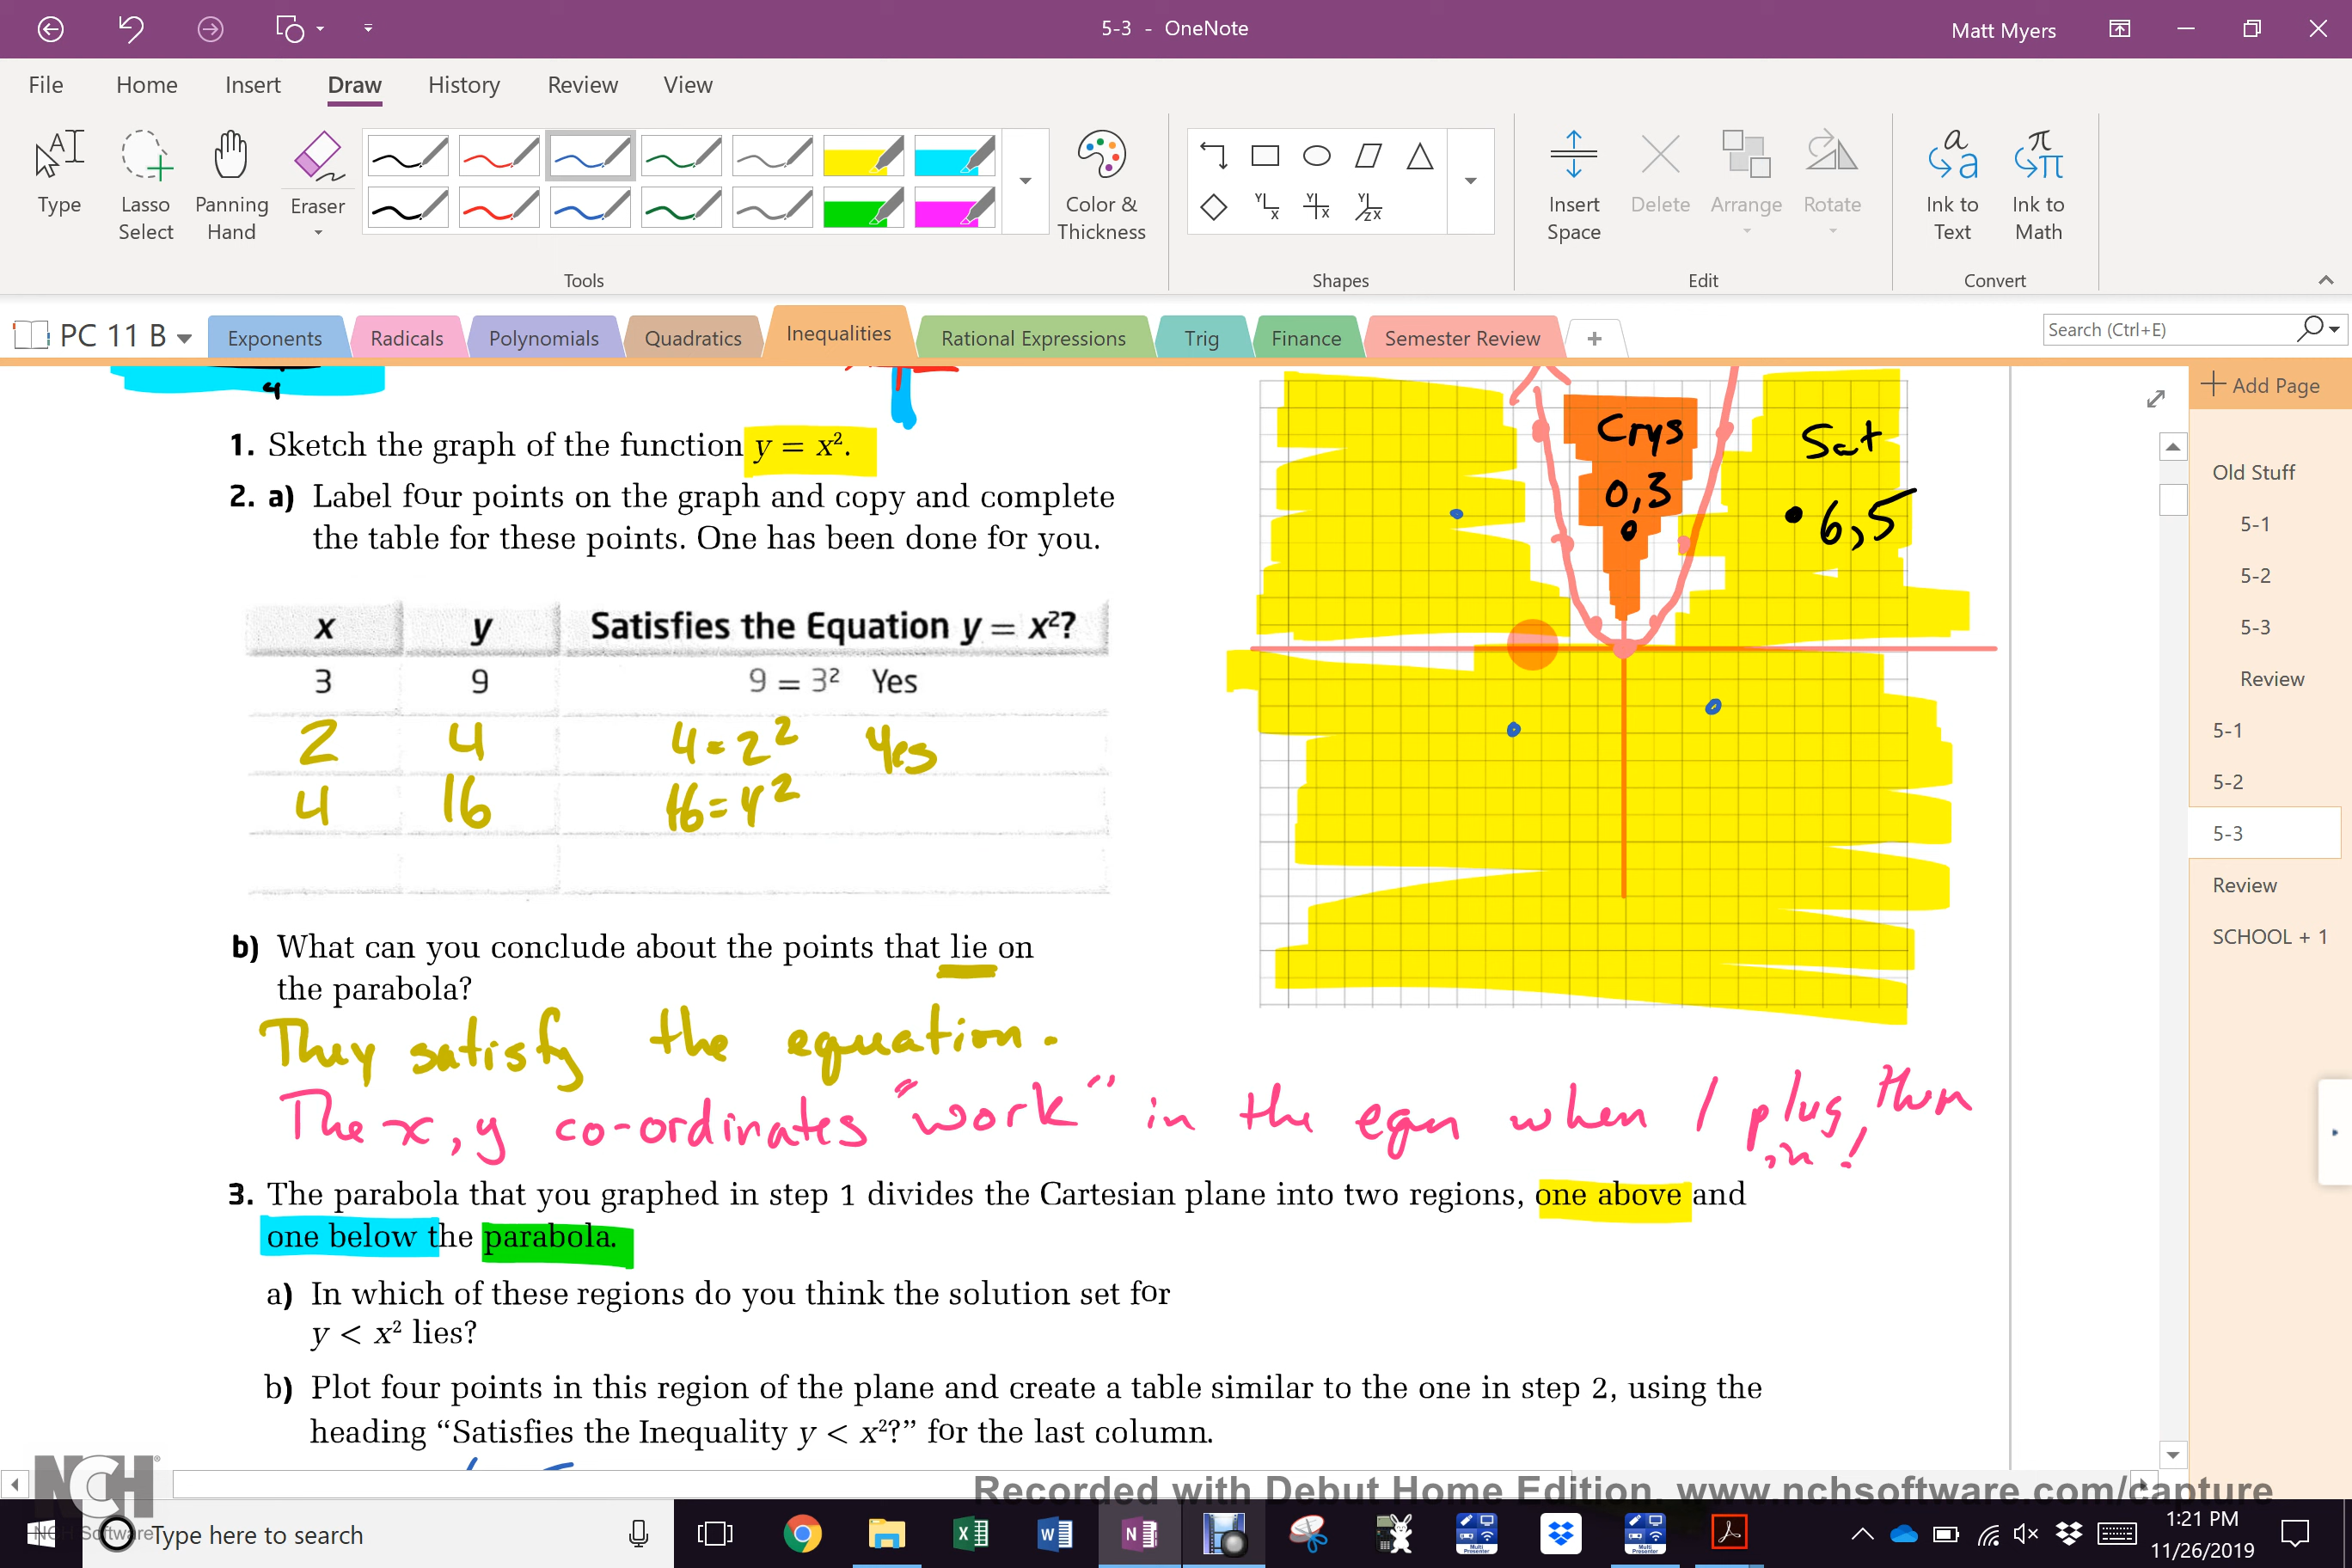 5-3 - OneNote
Matt Myers
File Home Insert Draw History Review View
Type
Lasso Select
Panning Hand
Eraser
Color & Thickness
Insert Space
Delete
Arrange
Rotate
Ink to Text
Ink to Math
Tools
Shapes
Edit
Convert
PC 11 B
Exponents Radicals Polynomials Quadratics Inequalities Rational Expressions Trig Finance Semester Review +
Search (Ctrl+E)
Add Page
Old Stuff
5-1
5-2
5-3
Review
5-1
5-2
5-3
Review
SCHOOL + 1
4
1. Sketch the graph of the function y = x².
2. a) Label four points on the graph and copy and complete
the table for these points. One has been done for you.
x y Satisfies the Equation y = x²?
3 9 9 = 3² Yes
2 4 4 = 2² Yes
4 16 16 = 4²
Crys
0,3
Sat
6,5
b) What can you conclude about the points that lie on
the parabola?
They satisfy the equation.
The x, y co-ordinates "work" in the eqn when I plug them
in!
3. The parabola that you graphed in step 1 divides the Cartesian plane into two regions, one above and
one below the parabola.
a) In which of these regions do you think the solution set for
y < x² lies?
b) Plot four points in this region of the plane and create a table similar to the one in step 2, using the
heading “Satisfies the Inequality y < x²?” for the last column.
NCH
NCH Software
Recorded with Debut Home Edition. www.nchsoftware.com/capture
Type here to search
1:21 PM
11/26/2019